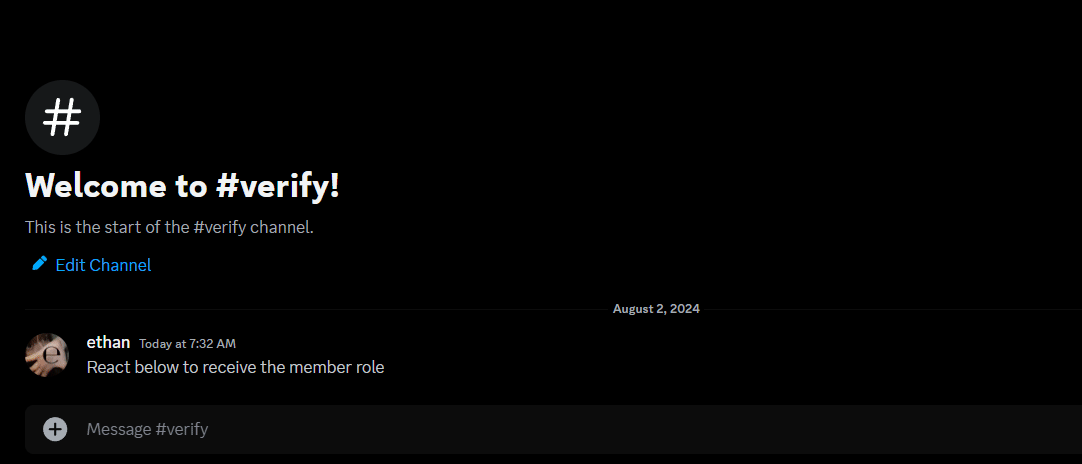 #
Welcome to #verify!
This is the start of the #verify channel.
Edit Channel
August 2, 2024
e
ethan Today at 7:32 AM
React below to receive the member role
Message #verify